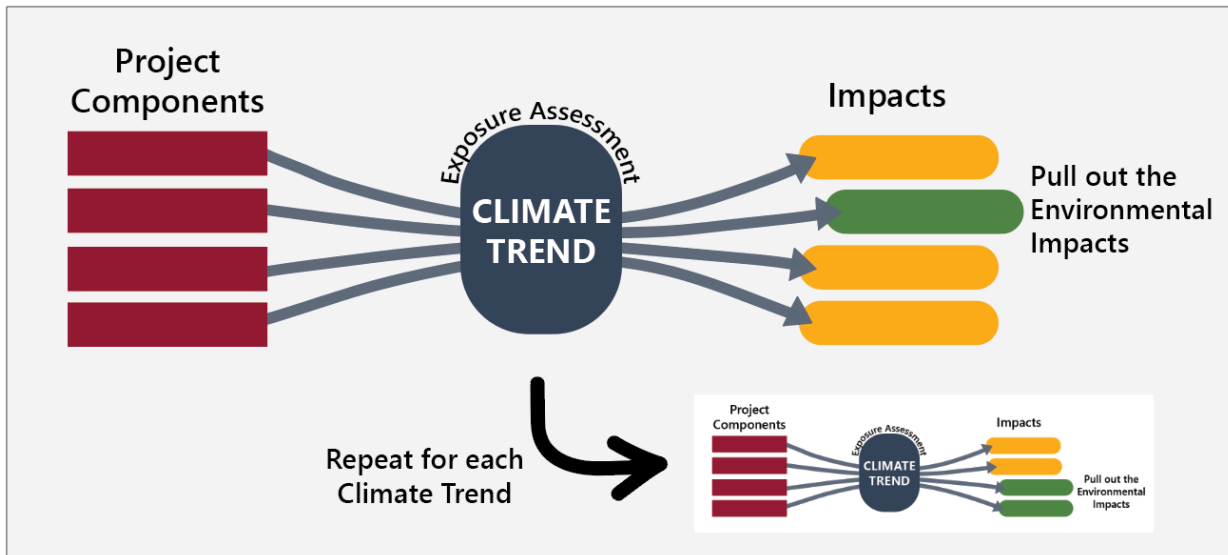 Project
Components
Exposure Assessment
CLIMATE
TREND
Impacts
Pull out the
Environmental
Impacts
Repeat for each
Climate Trend
Project
Components
Exposure Assessment
CLIMATE
TREND
Impacts
Pull out the
Environmental
Impacts